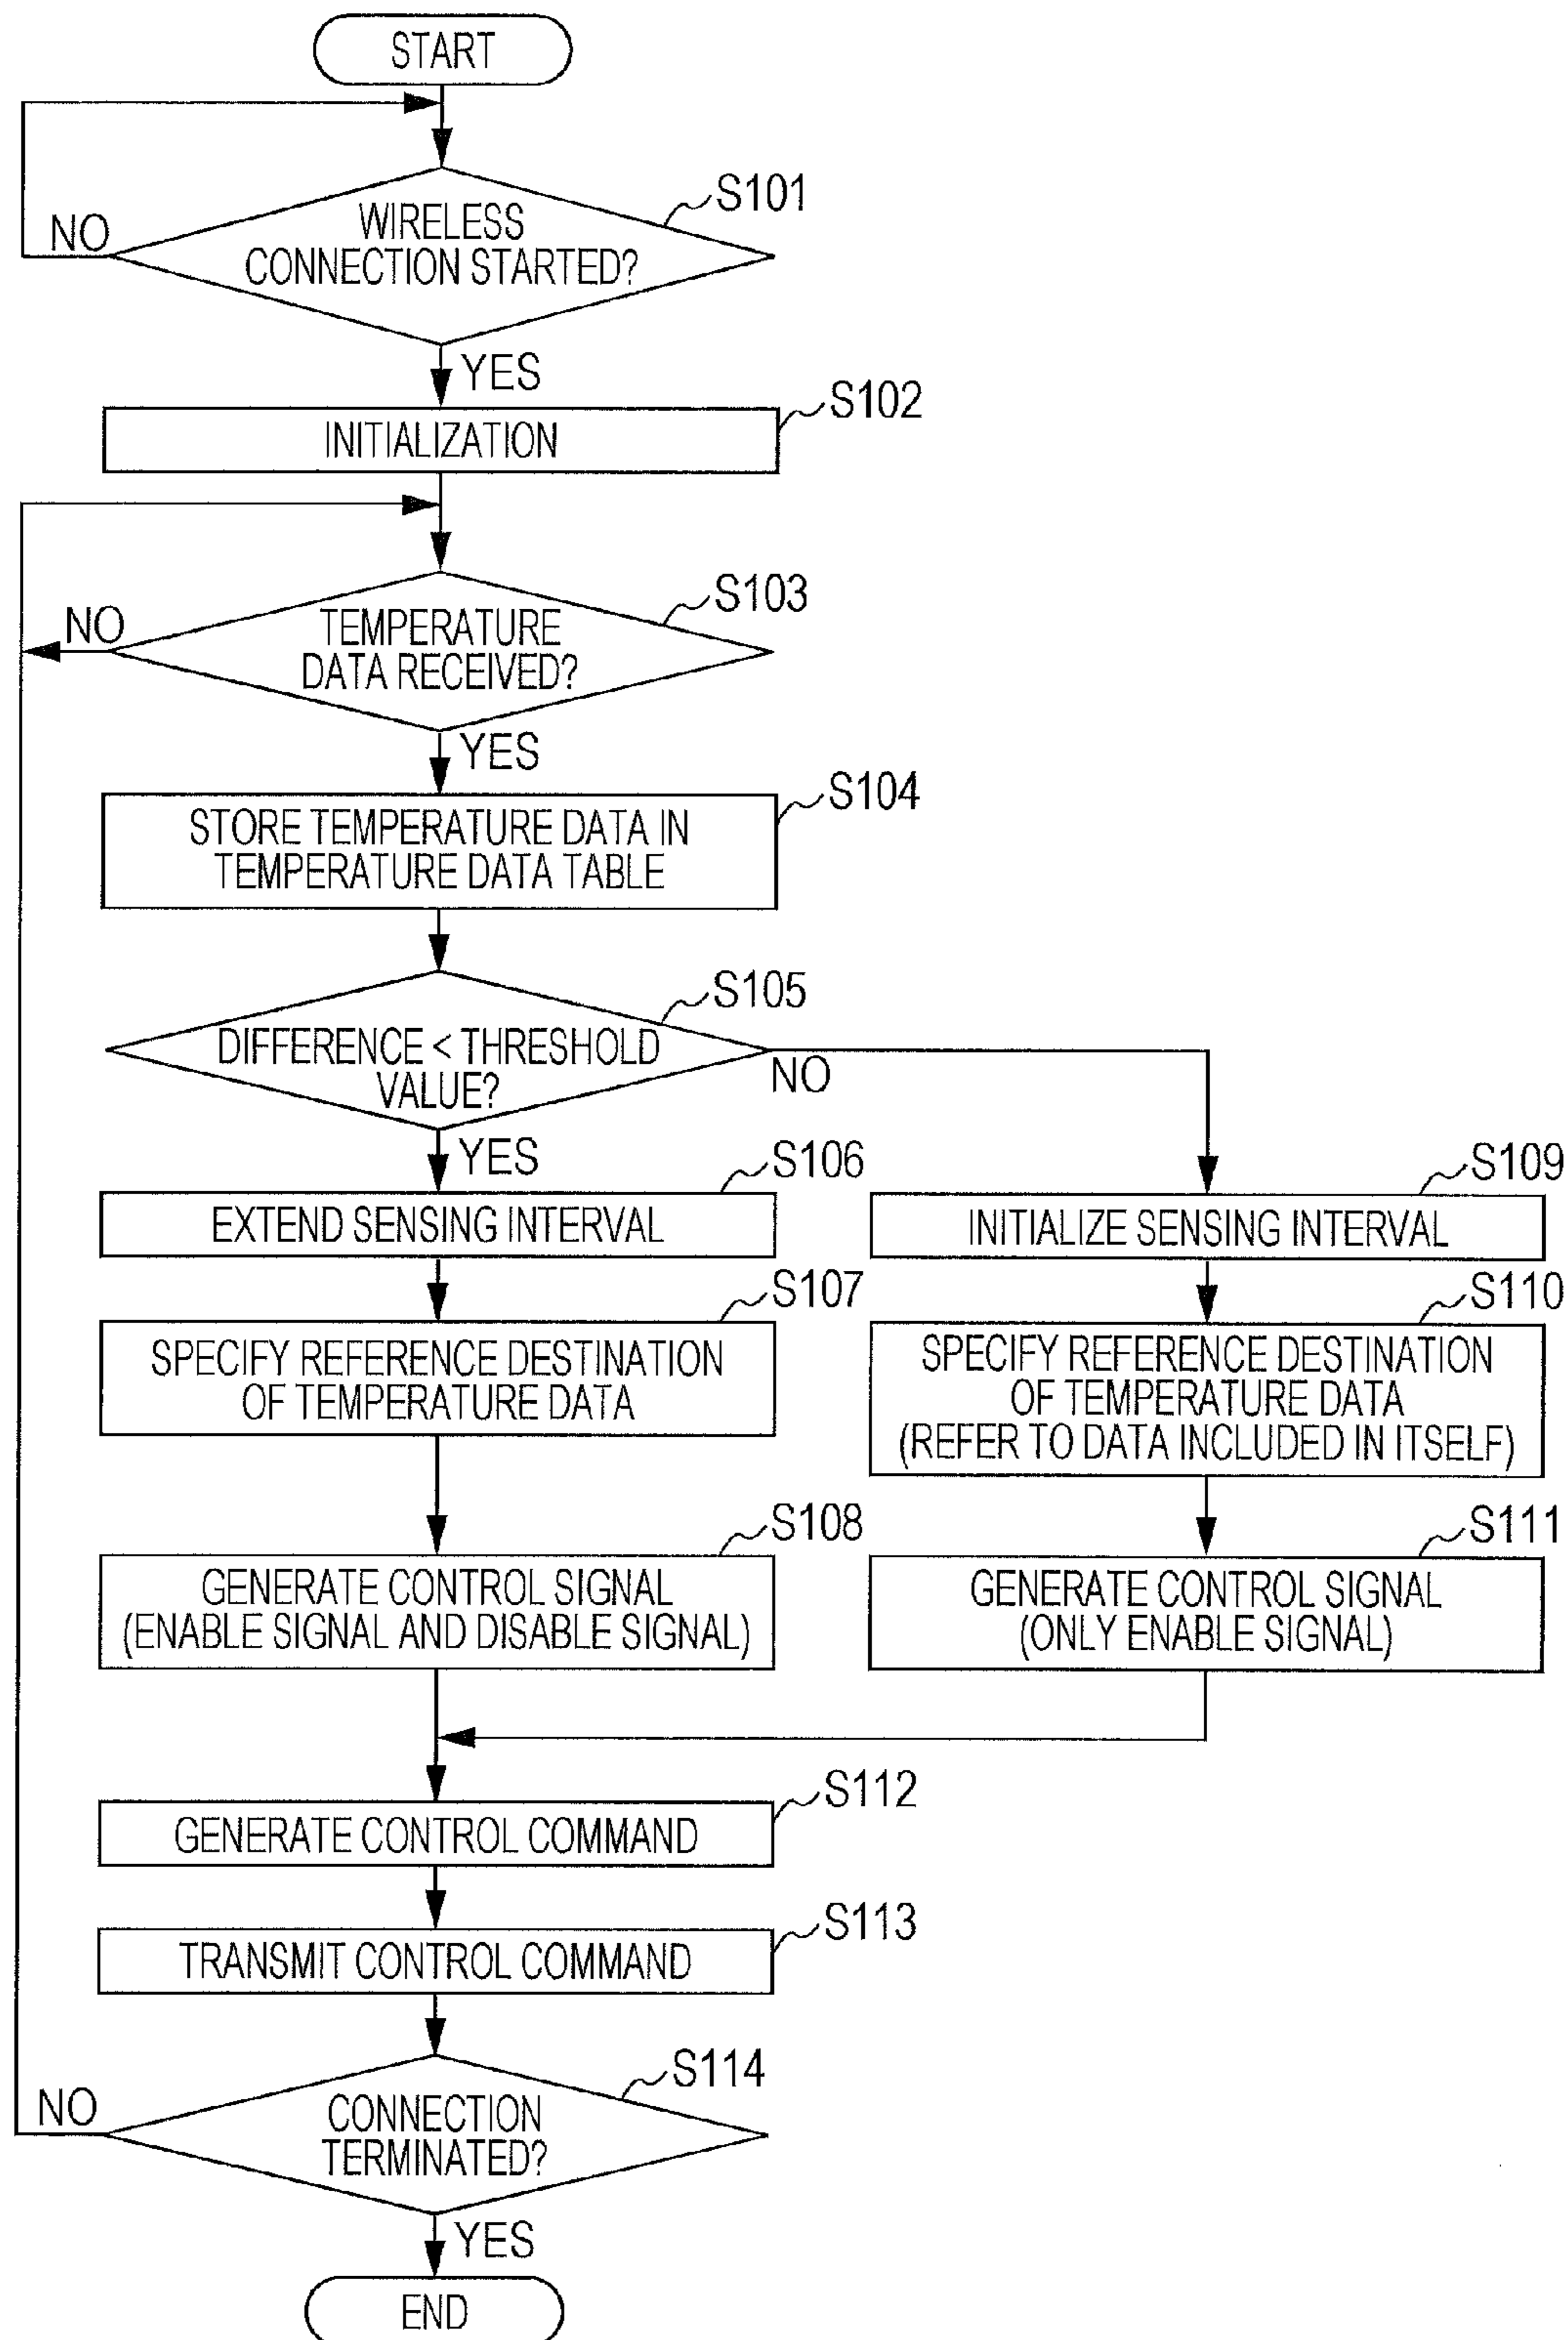 START
S101
WIRELESS
CONNECTION STARTED?
NO
YES
S102
INITIALIZATION
S103
TEMPERATURE
DATA RECEIVED?
NO
YES
S104
STORE TEMPERATURE DATA IN
TEMPERATURE DATA TABLE
S105
DIFFERENCE < THRESHOLD
VALUE?
NO
YES
S106
EXTEND SENSING INTERVAL
S107
SPECIFY REFERENCE DESTINATION
OF TEMPERATURE DATA
S108
GENERATE CONTROL SIGNAL
(ENABLE SIGNAL AND DISABLE SIGNAL)
S109
INITIALIZE SENSING INTERVAL
S110
SPECIFY REFERENCE DESTINATION
OF TEMPERATURE DATA
(REFER TO DATA INCLUDED IN ITSELF)
S111
GENERATE CONTROL SIGNAL
(ONLY ENABLE SIGNAL)
S112
GENERATE CONTROL COMMAND
S113
TRANSMIT CONTROL COMMAND
S114
CONNECTION
TERMINATED?
NO
YES
END